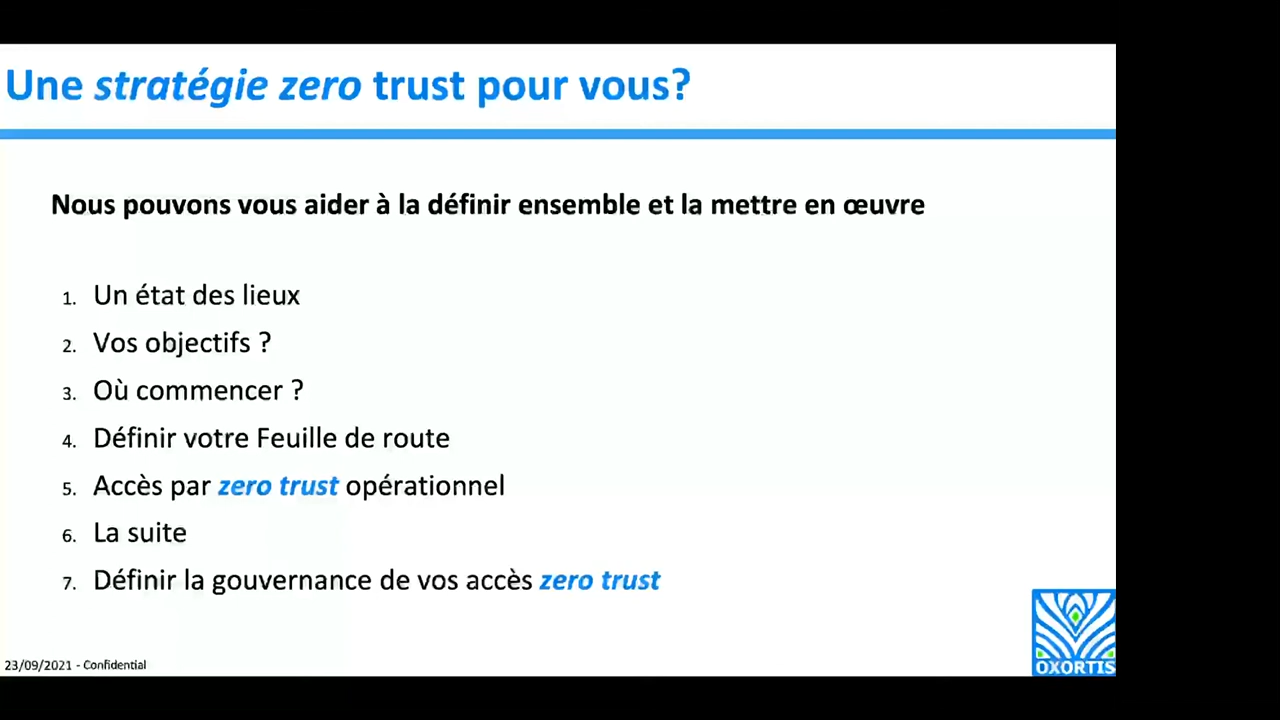 Une stratégie zero trust pour vous?
Nous pouvons vous aider à la définir ensemble et la mettre en œuvre
1. Un état des lieux
2. Vos objectifs ?
3. Où commencer ?
4. Définir votre Feuille de route
5. Accès par zero trust opérationnel
6. La suite
7. Définir la gouvernance de vos accès zero trust
23/09/2021 - Confidential
OXORTIS